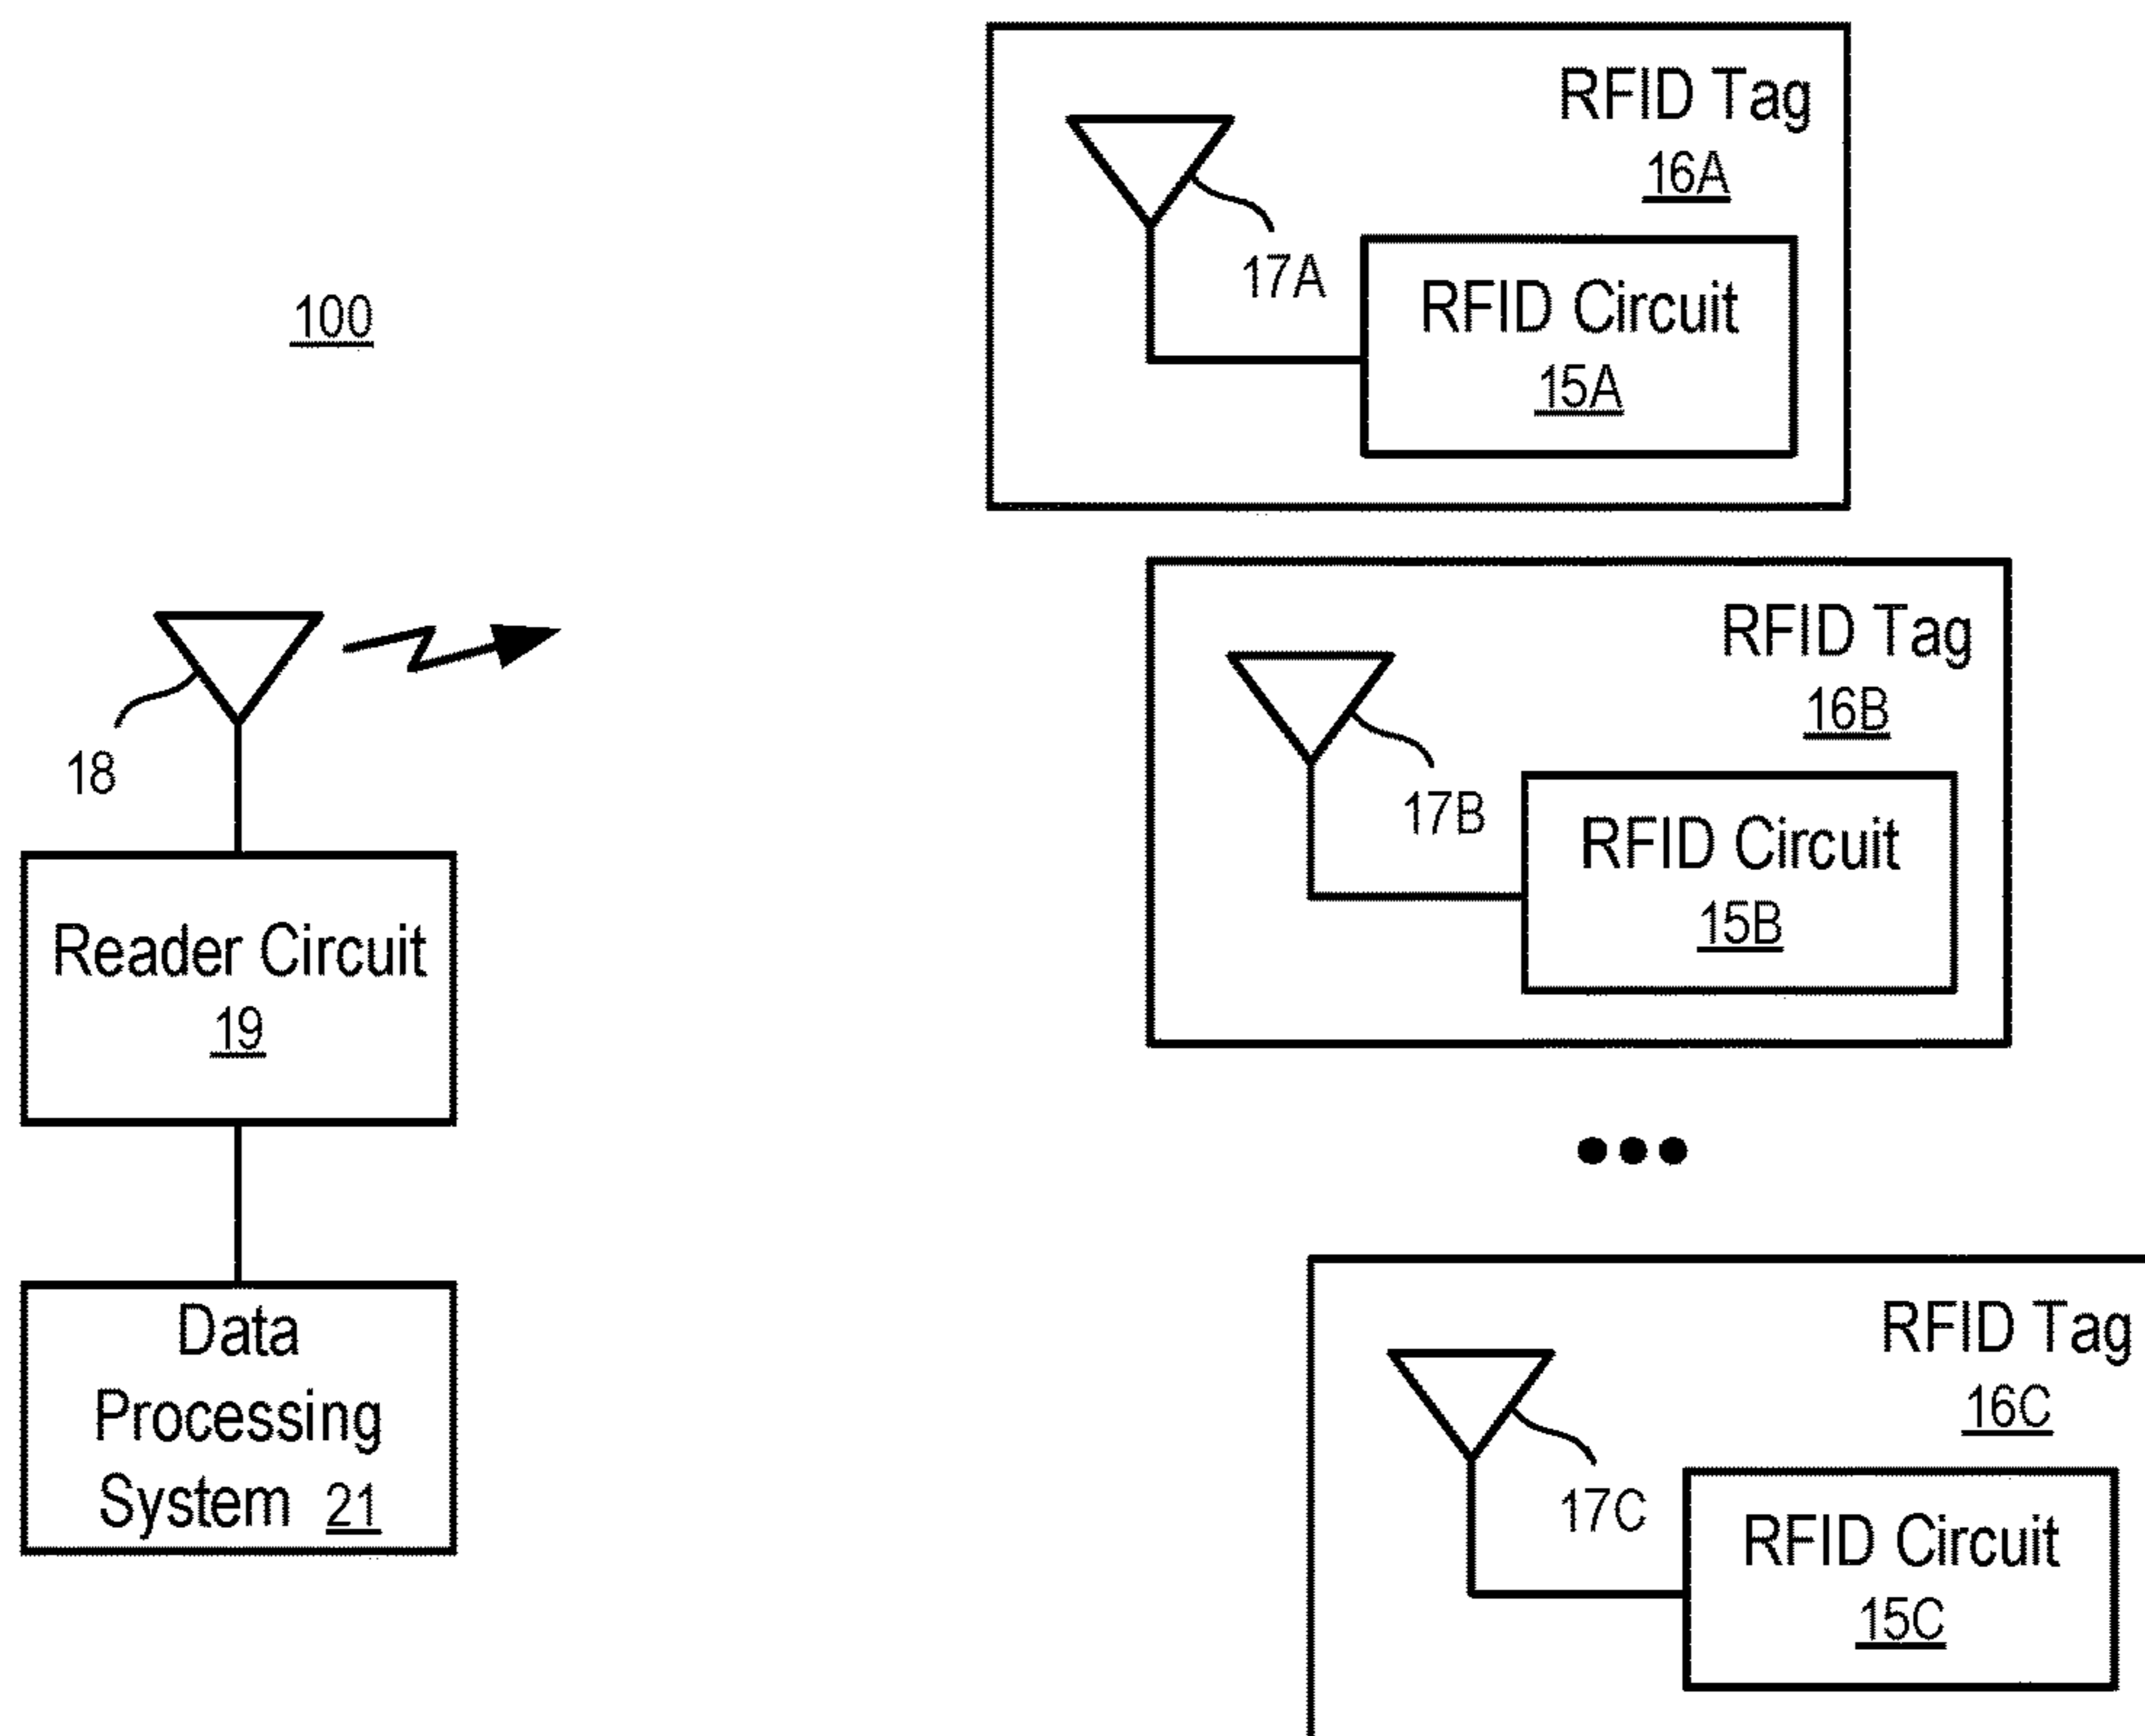 100
18
Reader Circuit
19
Data
Processing
System 21
RFID Tag
16A
17A
RFID Circuit
15A
RFID Tag
16B
17B
RFID Circuit
15B
RFID Tag
16C
17C
RFID Circuit
15C